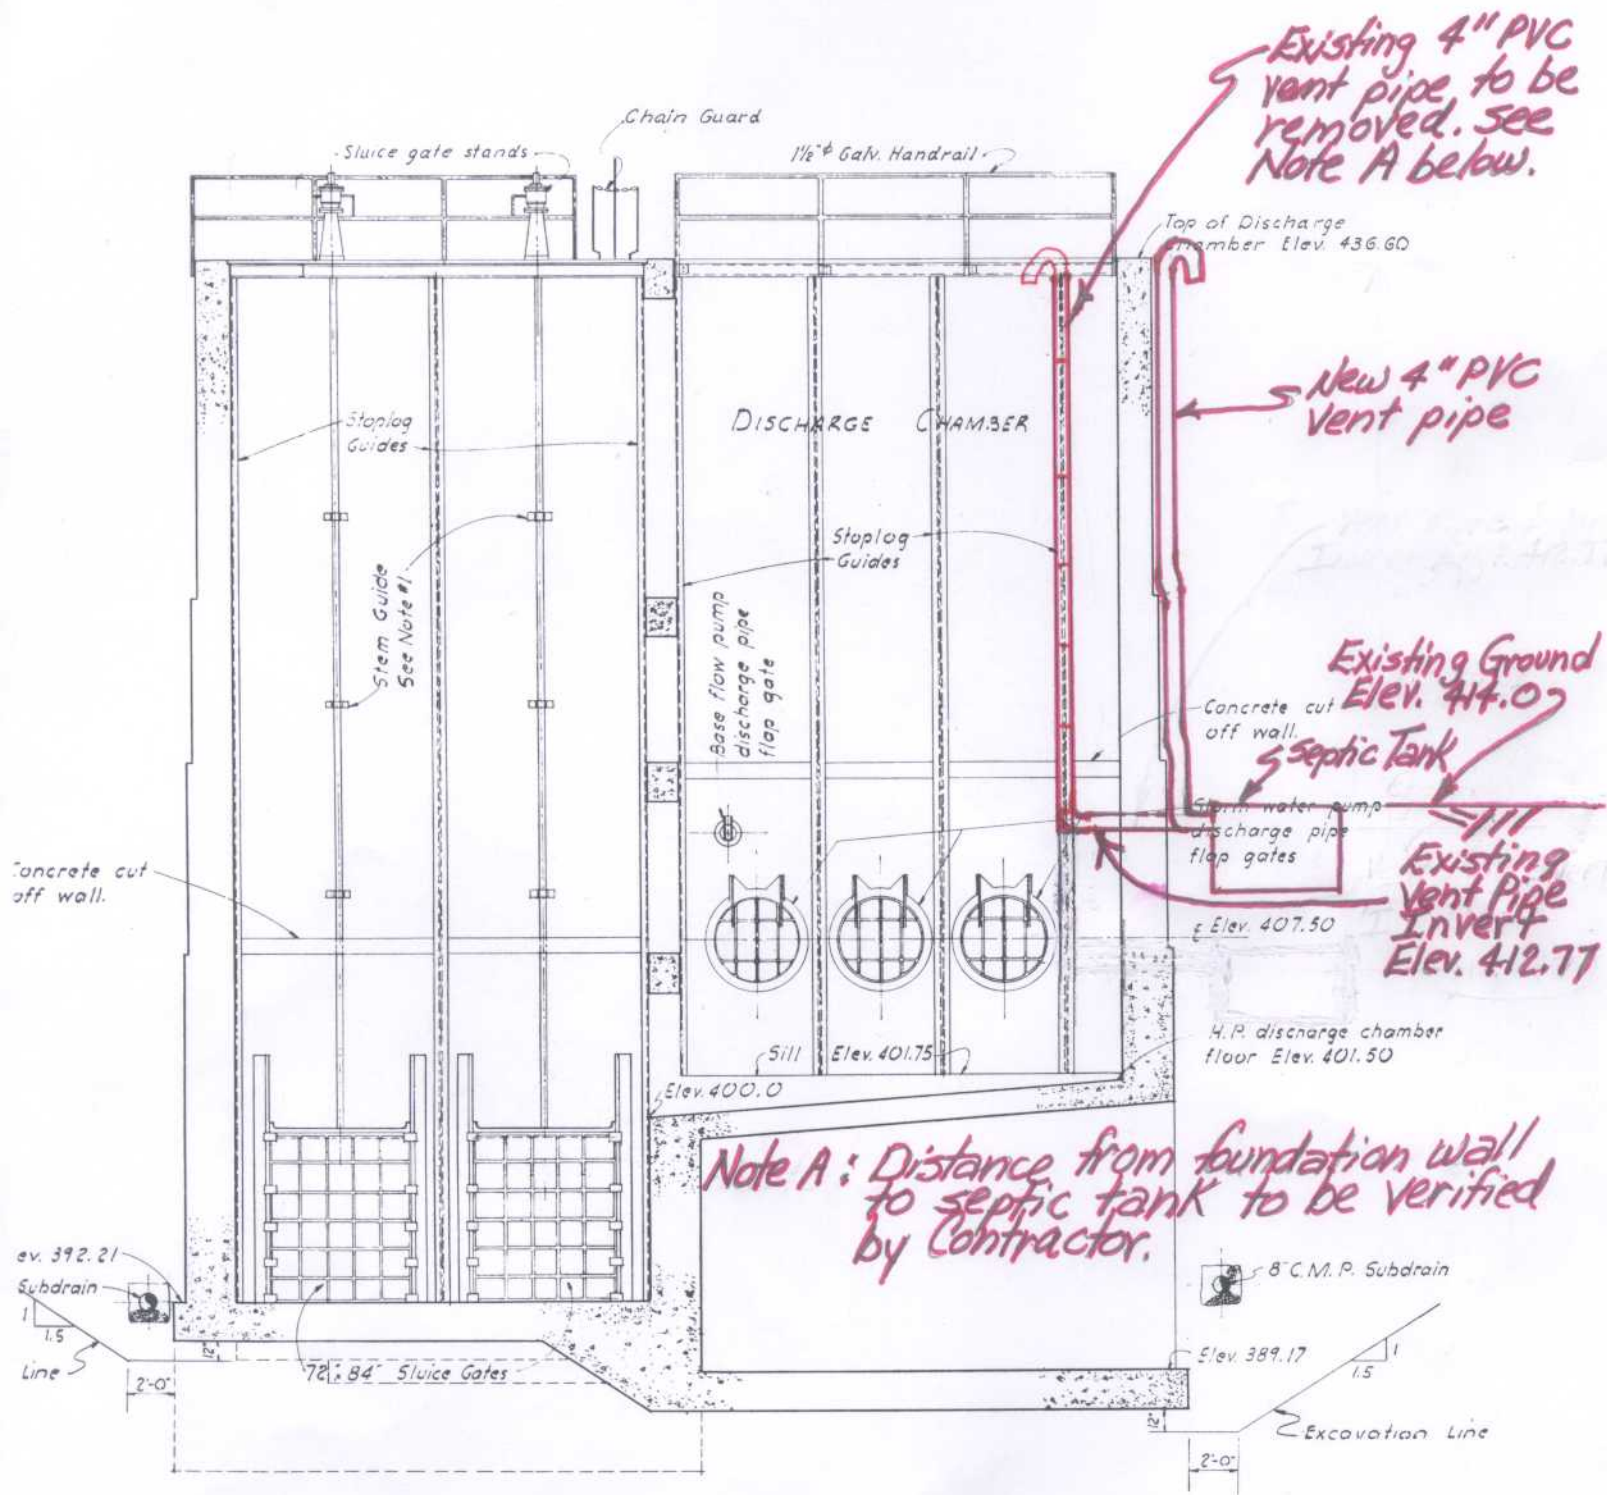 Existing 4" PVC
vent pipe to be
removed. see
Note A below.
Chain Guard
Sluice gate stands
1½"ϕ Galv. Handrail
Top of Discharge
Chamber Elev. 436.60
New 4" PVC
vent pipe
Stoplog
Guides
DISCHARGE CHAMBER
Stoplog
Guides
Stem Guide
See Note #1
Base flow pump
discharge pipe
flap gate
Existing Ground
Elev. 414.0
Concrete cut
off wall.
septic Tank
Storm water pump
discharge pipe
flap gates
Existing
Vent Pipe
Invert
Elev. 412.77
Concrete cut
off wall.
℄ Elev. 407.50
H.P. discharge chamber
floor Elev. 401.50
Sill Elev. 401.75
Elev. 400.0
Note A: Distance from foundation wall
to septic tank to be verified
by Contractor.
ev. 392.21
Subdrain
1
1.5
Line
2'-0"
12"
72" 84" Sluice Gates
8" C.M.P. Subdrain
Elev. 389.17
1
1.5
12"
2'-0"
Excavation Line